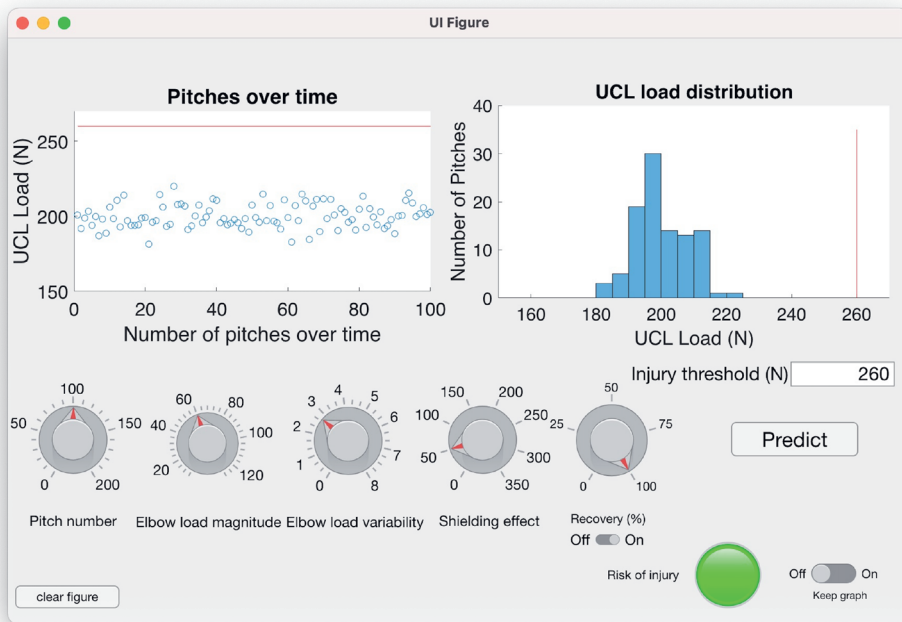 UI Figure
Pitches over time
UCL Load (N)
250
200
150
0 20 40 60 80 100
Number of pitches over time
UCL load distribution
Number of Pitches
40
30
20
10
0
160 180 200 220 240 260
UCL Load (N)
Injury threshold (N) 260
0 50 100 150 200
Pitch number
20 40 60 80 100 120
Elbow load magnitude
0 1 2 3 4 5 6 7 8
Elbow load variability
0 50 100 150 200 250 300 350
Shielding effect
0 25 50 75 100
Recovery (%)
Off On
Predict
Risk of injury
Off On
Keep graph
clear figure